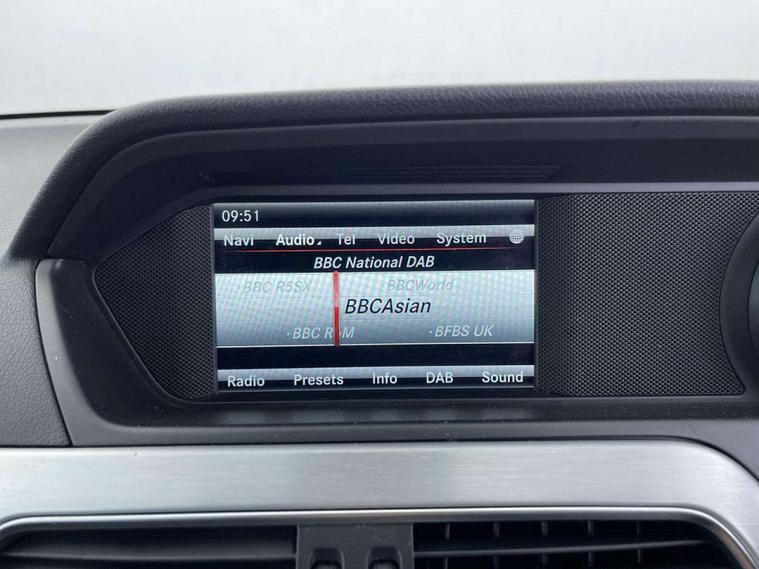 09:51
Navi Audio Tel Video System
BBC National DAB
BBC R5SX ·BBCWorld
BBCAsian
·BBC R6M ·BFBS UK
Radio Presets Info DAB Sound